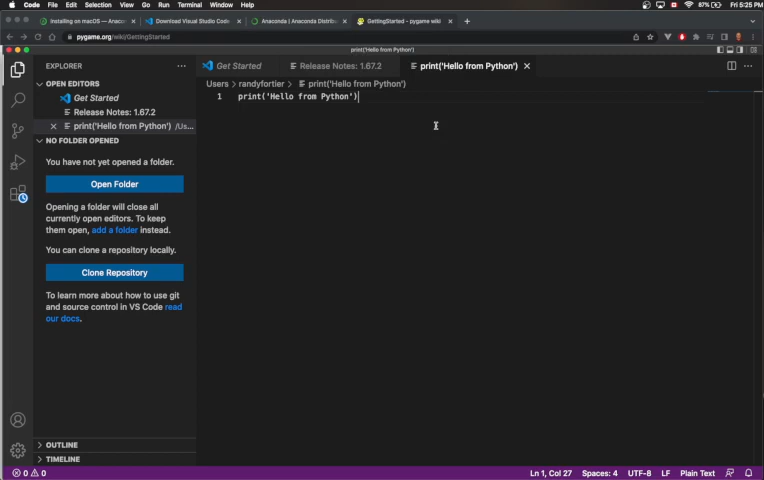 Code File Edit Selection View Go Run Terminal Window Help 87% Fri 5:25 PM
Installing on macOS — Anacon Download Visual Studio Code Anaconda | Anaconda Distribu GettingStarted - pygame wiki
pygame.org/wiki/GettingStarted
print('Hello from Python')
EXPLORER
Get Started Release Notes: 1.67.2 print('Hello from Python')
OPEN EDITORS
Users > randyfortier > print('Hello from Python')
1 print('Hello from Python')
Get Started
Release Notes: 1.67.2
print('Hello from Python') /Us...
NO FOLDER OPENED
You have not yet opened a folder.
Open Folder
Opening a folder will close all
currently open editors. To keep
them open, add a folder instead.
You can clone a repository locally.
Clone Repository
To learn more about how to use git
and source control in VS Code read
our docs.
OUTLINE
TIMELINE
0 0 Ln 1, Col 27 Spaces: 4 UTF-8 LF Plain Text